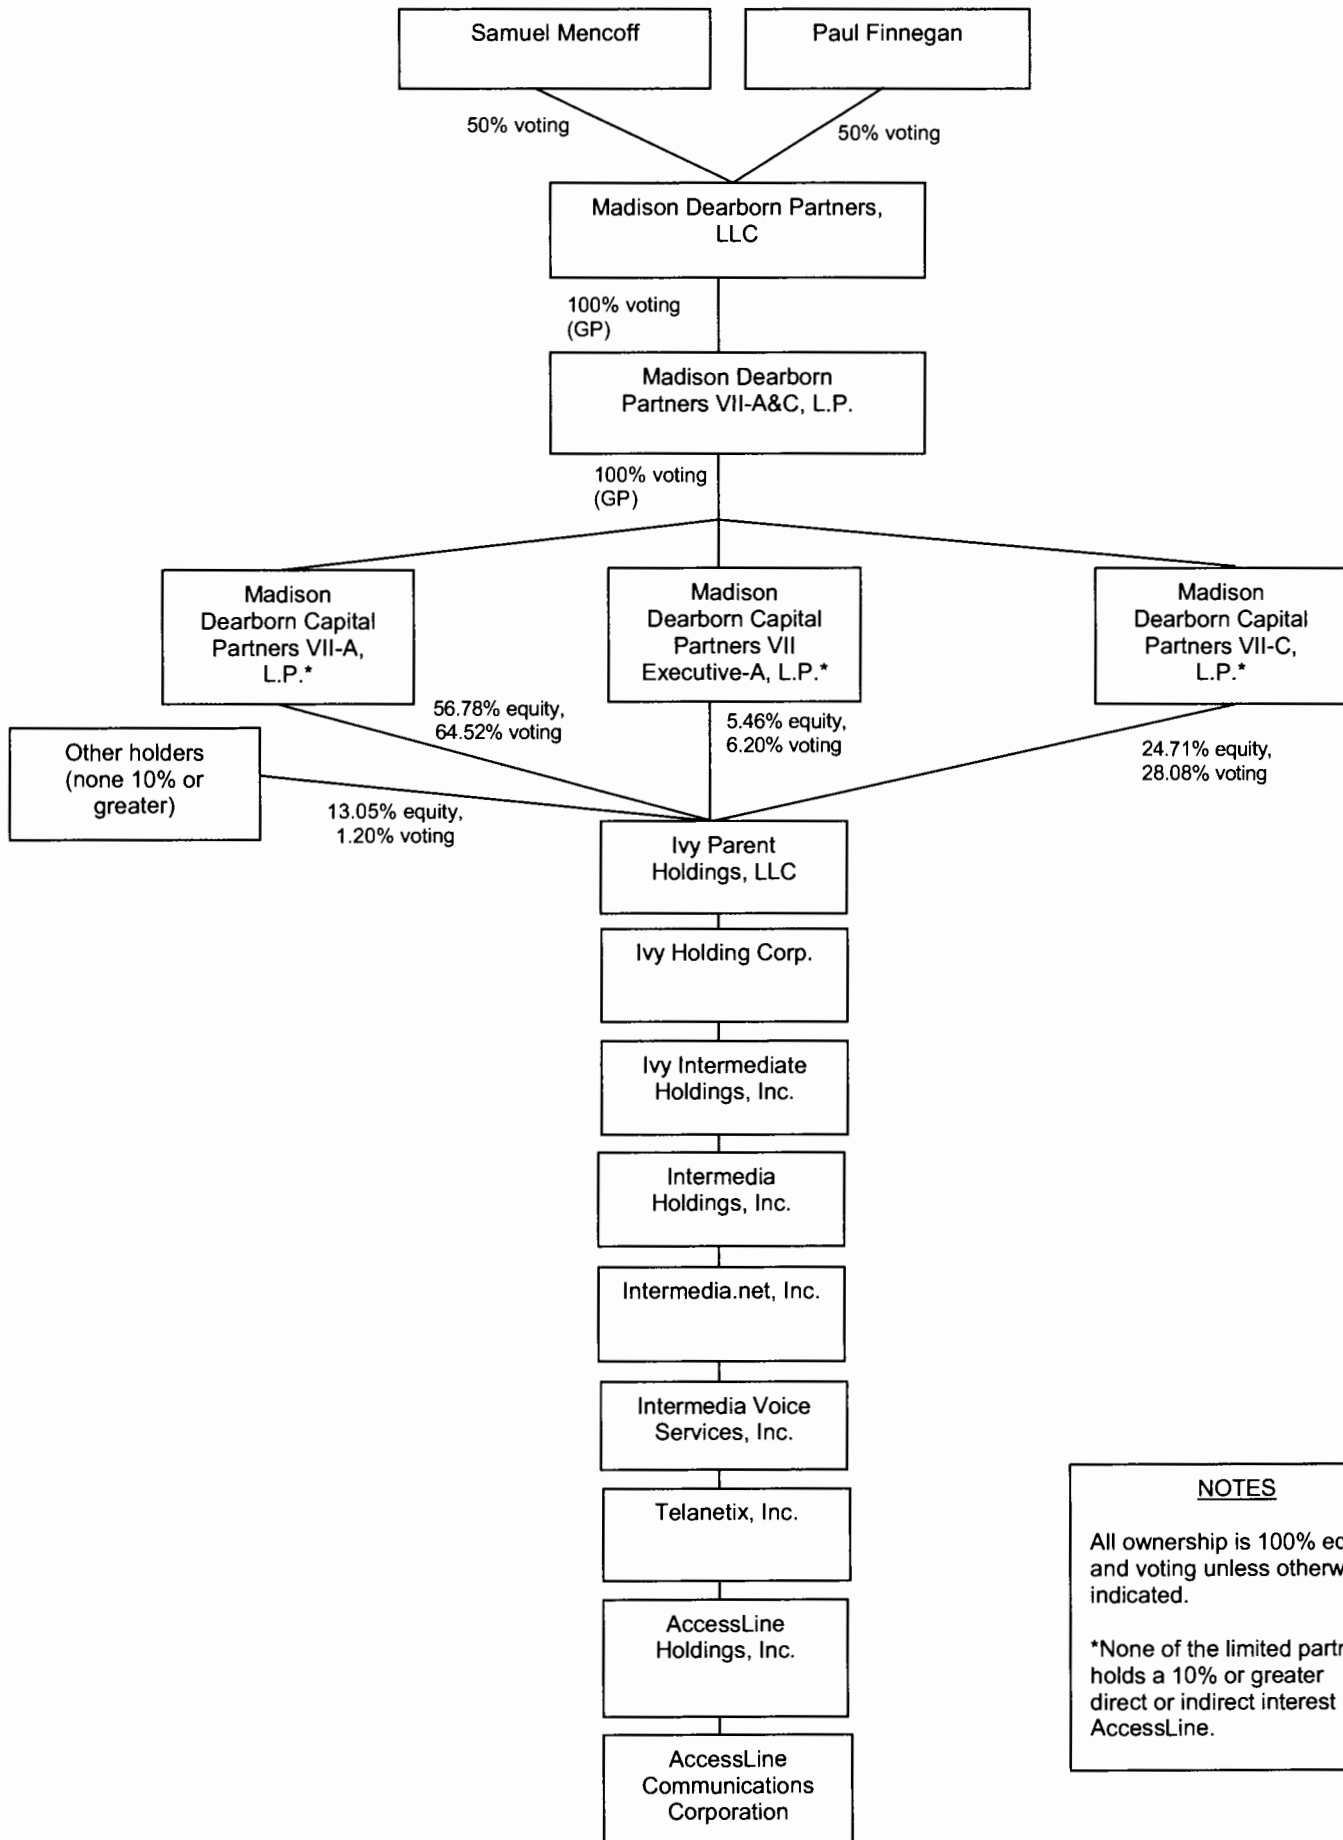 Samuel Mencoff
Paul Finnegan
50% voting
50% voting
Madison Dearborn Partners,
LLC
100% voting
(GP)
Madison Dearborn
Partners VII-A&C, L.P.
100% voting
(GP)
Madison
Dearborn Capital
Partners VII-A,
L.P.*
Madison
Dearborn Capital
Partners VII
Executive-A, L.P.*
Madison
Dearborn Capital
Partners VII-C,
L.P.*
Other holders
(none 10% or
greater)
56.78% equity,
64.52% voting
5.46% equity,
6.20% voting
24.71% equity,
28.08% voting
13.05% equity,
1.20% voting
Ivy Parent
Holdings, LLC
Ivy Holding Corp.
Ivy Intermediate
Holdings, Inc.
Intermedia
Holdings, Inc.
Intermedia.net, Inc.
Intermedia Voice
Services, Inc.
Telanetix, Inc.
AccessLine
Holdings, Inc.
AccessLine
Communications
Corporation
NOTES
All ownership is 100%
and voting unless
indicated.
*None of the limited
holds a 10% or greater
direct or indirect interest
AccessLine.